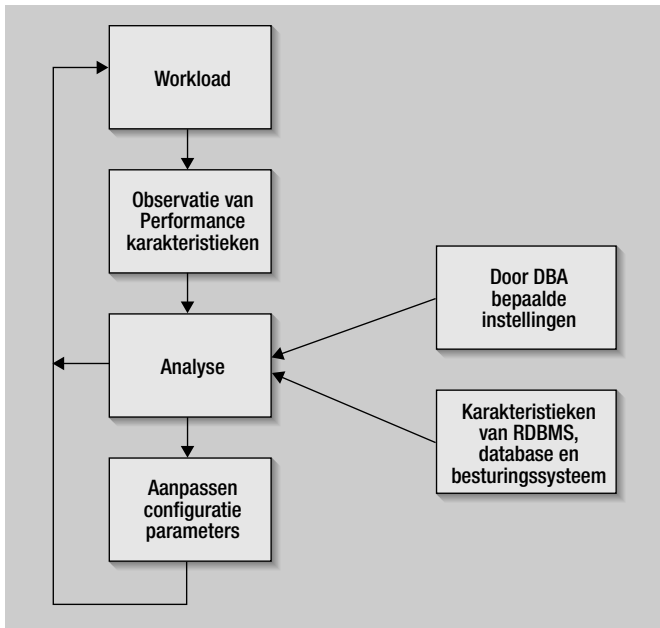 Workload
Observatie van
Performance
karakteristieken
Analyse
Aanpassen
configuratie
parameters
Door DBA
bepaalde
instellingen
Karakteristieken
van RDBMS,
database en
besturingssysteem